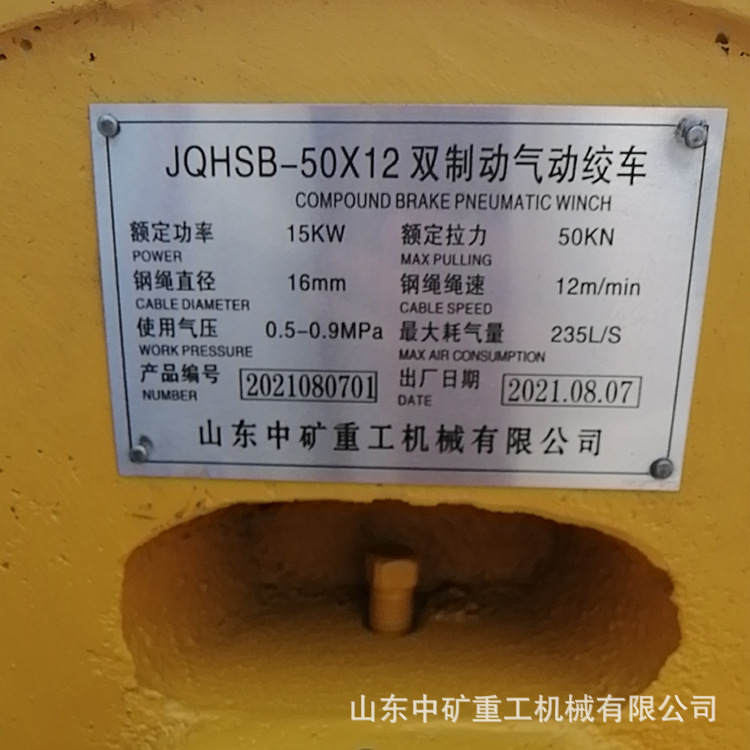 JQHSB-50X12 双制动气动绞车
COMPOUND BRAKE PNEUMATIC WINCH
额定功率 15KW 额定拉力 50KN
POWER MAX PULLING
钢绳直径 16mm 钢绳绳速 12m/min
CABLE DIAMETER CABLE SPEED
使用气压 0.5-0.9MPa 最大耗气量 235L/S
WORK PRESSURE MAX AIR CONSUMPTION
产品编号 2021080701 出厂日期 2021.08.07
NUMBER DATE
山东中矿重工机械有限公司
山东中矿重工机械有限公司